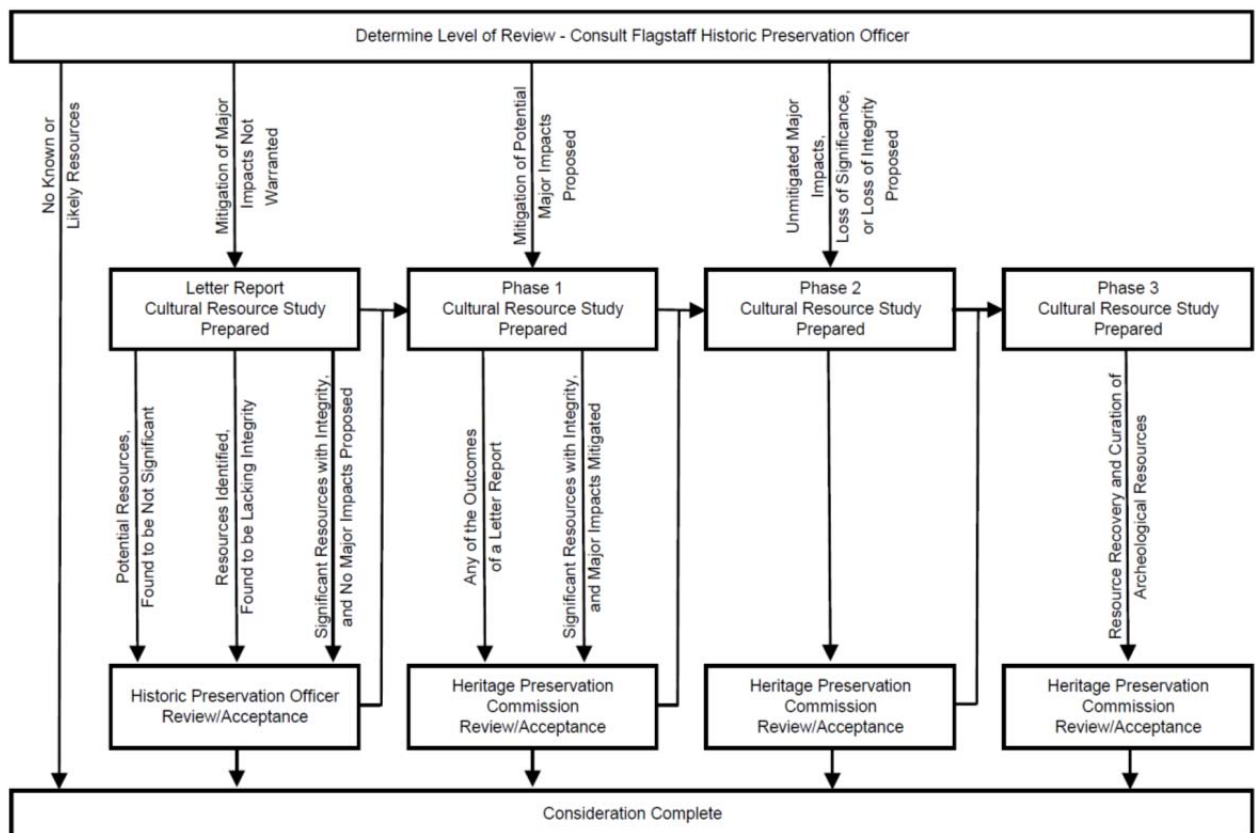 Determine Level of Review - Consult Flagstaff Historic Preservation Officer
No Known or
Likely Resources
Mitigation of Major
Impacts Not
Warranted
Mitigation of Potential
Major Impacts
Proposed
Unmitigated Major
Impacts,
Loss of Significance,
or Loss of Integrity
Proposed
Letter Report
Cultural Resource Study
Prepared
Phase 1
Cultural Resource Study
Prepared
Phase 2
Cultural Resource Study
Prepared
Phase 3
Cultural Resource Study
Prepared
Potential Resources,
Found to be Not Significant
Resources Identified,
Found to be Lacking Integrity
Significant Resources with Integrity,
and No Major Impacts Proposed
Any of the Outcomes
of a Letter Report
Significant Resources with Integrity,
and Major Impacts Mitigated
Resource Recovery and Curation of
Archeological Resources
Historic Preservation Officer
Review/Acceptance
Heritage Preservation
Commission
Review/Acceptance
Heritage Preservation
Commission
Review/Acceptance
Heritage Preservation
Commission
Review/Acceptance
Consideration Complete